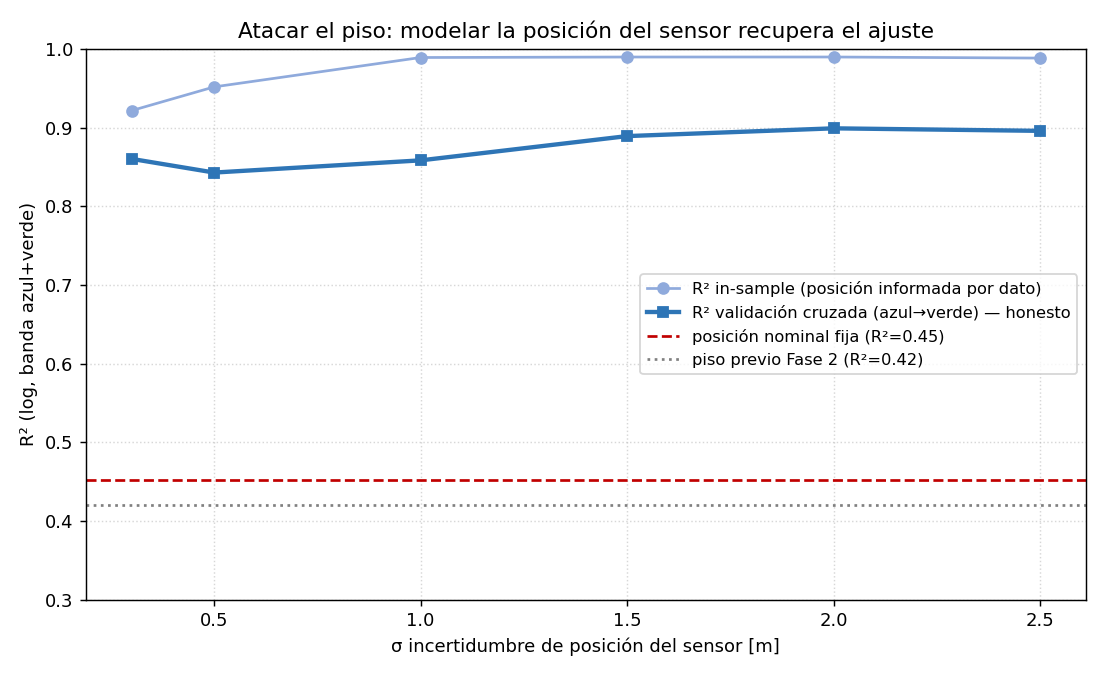 Atacar el piso: modelar la posición del sensor recupera el ajuste
R² (log, banda azul+verde)
1.0
0.9
0.8
0.7
0.6
0.5
0.4
0.3
R² in-sample (posición informada por dato)
R² validación cruzada (azul→verde) — honesto
posición nominal fija (R²=0.45)
piso previo Fase 2 (R²=0.42)
0.5
1.0
1.5
2.0
2.5
σ incertidumbre de posición del sensor [m]